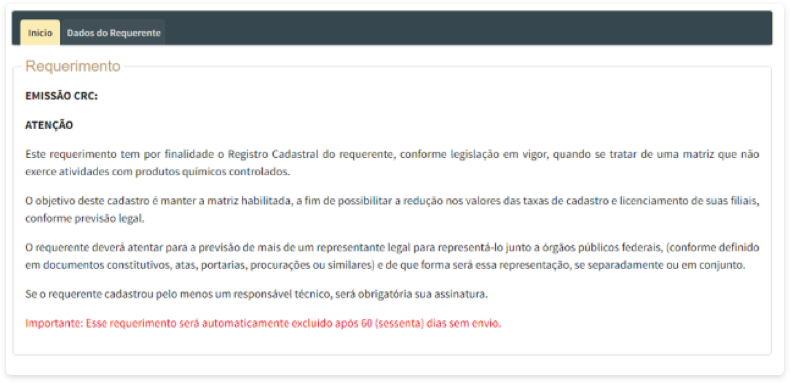 Início Dados do Requerente
Requerimento
EMISSÃO CRC:
ATENÇÃO
Este requerimento tem por finalidade o Registro Cadastral do requerente, conforme legislação em vigor, quando se tratar de uma matriz que não
exerce atividades com produtos químicos controlados.
O objetivo deste cadastro é manter a matriz habilitada, a fim de possibilitar a redução nos valores das taxas de cadastro e licenciamento de suas filiais,
conforme previsão legal.
O requerente deverá atentar para a previsão de mais de um representante legal para representá-lo junto a órgãos públicos federais, (conforme definido
em documentos constitutivos, atas, portarias, procurações ou similares) e de que forma será essa representação, se separadamente ou em conjunto.
Se o requerente cadastrou pelo menos um responsável técnico, será obrigatória sua assinatura.
Importante: Esse requerimento será automaticamente excluído após 60 (sessenta) dias sem envio.